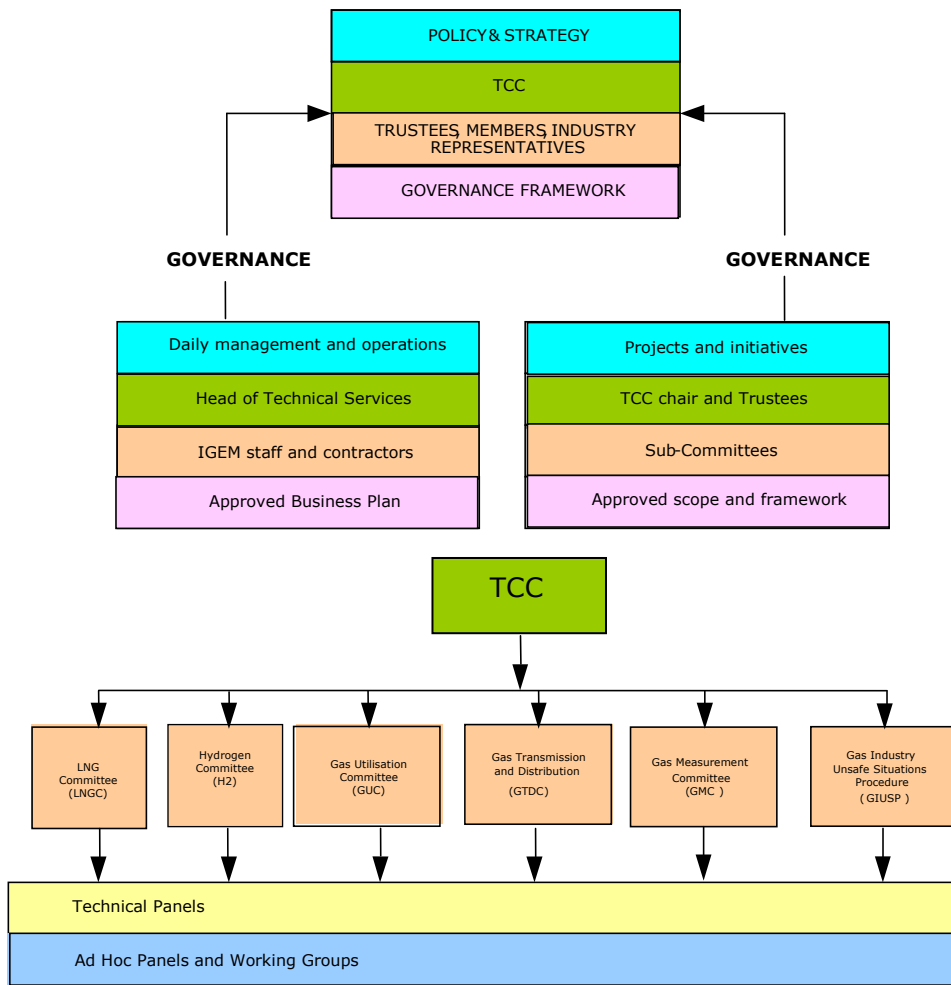 POLICY & STRATEGY
TCC
TRUSTEES, MEMBERS, INDUSTRY
REPRESENTATIVES
GOVERNANCE FRAMEWORK
GOVERNANCE
GOVERNANCE
Daily management and operations
Head of Technical Services
IGEM staff and contractors
Approved Business Plan
Projects and initiatives
TCC chair and Trustees
Sub-Committees
Approved scope and framework
TCC
LNG
Committee
(LNGC)
Hydrogen
Committee
(H2)
Gas Utilisation
Committee
(GUC)
Gas Transmission
and Distribution
(GTDC)
Gas Measurement
Committee
(GMC )
Gas Industry
Unsafe Situations
Procedure
( GIUSP )
Technical Panels
Ad Hoc Panels and Working Groups